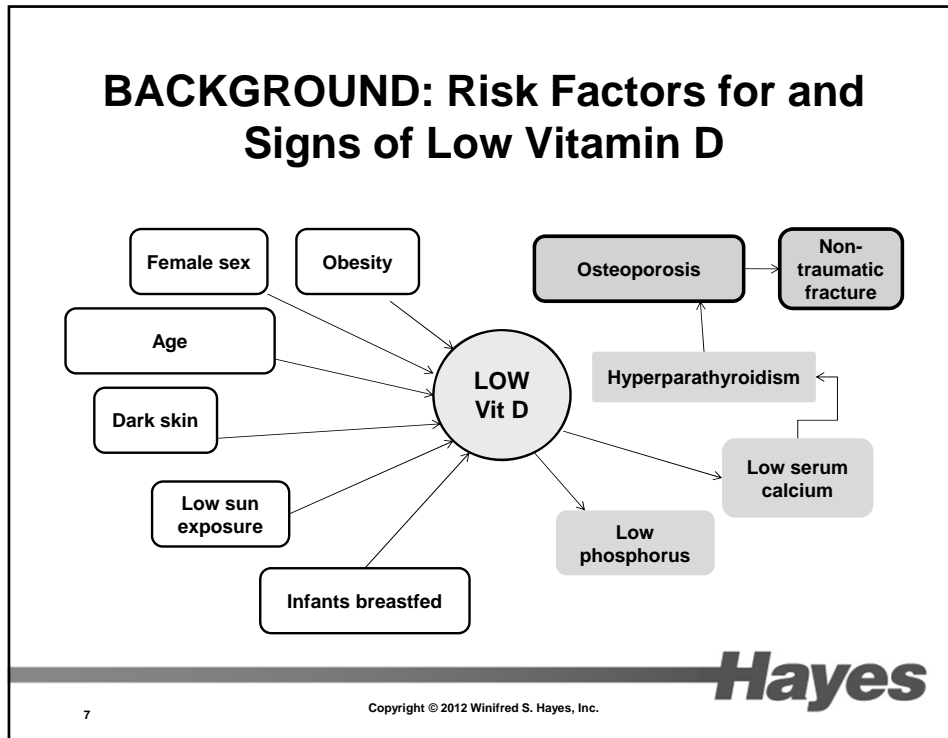 BACKGROUND: Risk Factors for and
Signs of Low Vitamin D
Female sex
Obesity
Osteoporosis
Non-
traumatic
fracture
Age
LOW
Vit D
Hyperparathyroidism
Dark skin
Low serum
calcium
Low sun
exposure
Low
phosphorus
Infants breastfed
Hayes
7
Copyright © 2012 Winifred S. Hayes, Inc.